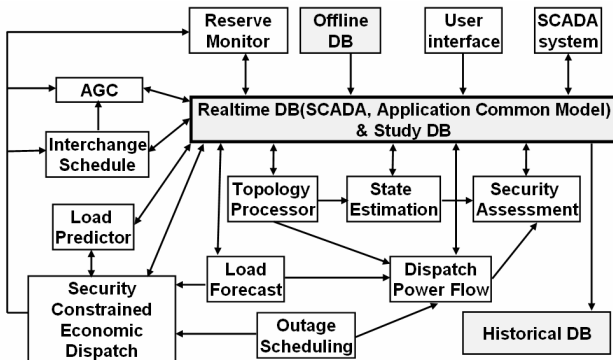 Reserve
Monitor
Offline
DB
User
interface
SCADA
system
AGC
Realtime DB(SCADA, Application Common Model)
& Study DB
Interchange
Schedule
Topology
Processor
State
Estimation
Security
Assessment
Load
Predictor
Load
Forecast
Dispatch
Power Flow
Security
Constrained
Economic
Dispatch
Outage
Scheduling
Historical DB